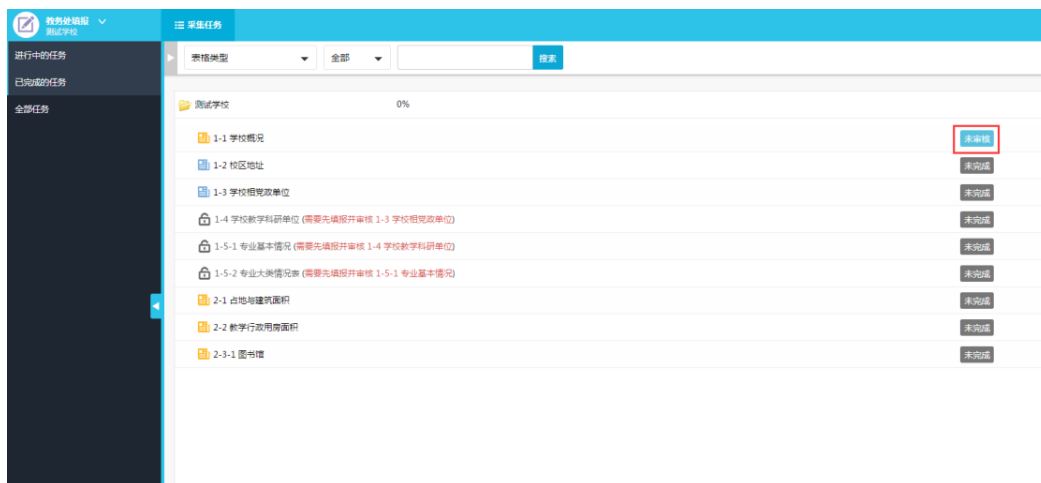 教务处填报
测试学校
采集任务
进行中的任务
已完成的任务
全部任务
表格类型 全部 搜索
测试学校 0%
1-1 学校概况 未审核
1-2 校区地址 未完成
1-3 学校相党政单位 未完成
1-4 学校教学科研单位 (需要先填报并审核 1-3 学校相党政单位) 未完成
1-5-1 专业基本情况 (需要先填报并审核 1-4 学校教学科研单位) 未完成
1-5-2 专业大类情况表 (需要先填报并审核 1-5-1 专业基本情况) 未完成
2-1 占地与建筑面积 未完成
2-2 教学行政用房面积 未完成
2-3-1 图书馆 未完成